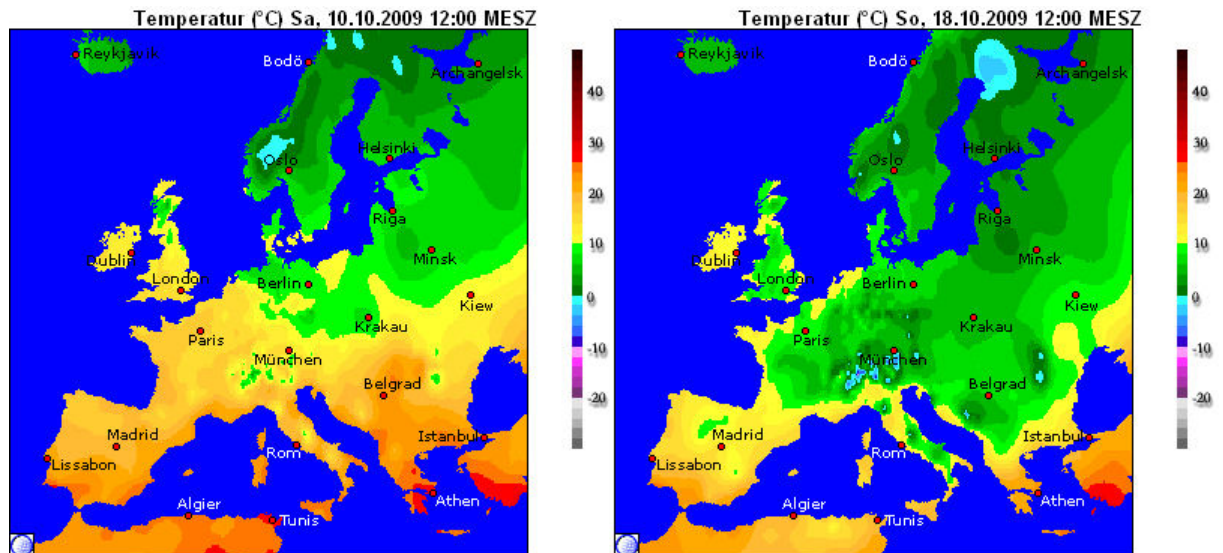 Temperatur (°C) Sa, 10.10.2009 12:00 MESZ
Reykjavik
Bodö
Archangelsk
Oslo
Helsinki
Riga
Dublin
Minsk
London
Berlin
Kiew
Paris
Krakau
München
Belgrad
Madrid
Istanbul
Lissabon
Rom
Algier
Athen
Tunis
40
30
20
10
0
-10
-20
Temperatur (°C) So, 18.10.2009 12:00 MESZ
Reykjavik
Bodö
Archangelsk
Oslo
Helsinki
Riga
Dublin
Minsk
London
Berlin
Kiew
Paris
Krakau
München
Belgrad
Madrid
Istanbul
Lissabon
Rom
Algier
Athen
Tunis
40
30
20
10
0
-10
-20